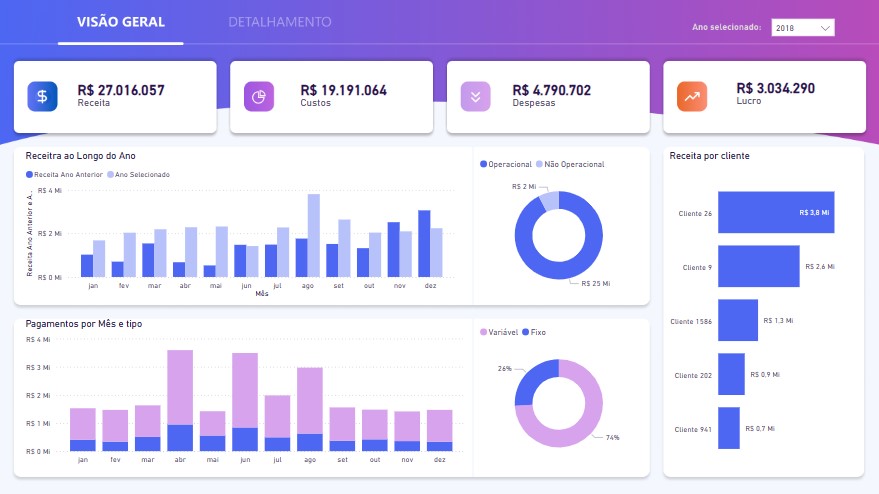 VISÃO GERAL
DETALHAMENTO
Ano selecionado:
2018
R$ 27.016.057
Receita
R$ 19.191.064
Custos
R$ 4.790.702
Despesas
R$ 3.034.290
Lucro
Receitra ao Longo do Ano
Receita Ano Anterior Ano Selecionado
Receita Ano Anterior e A...
R$ 4 Mi
R$ 2 Mi
R$ 0 Mi
jan fev mar abr mai jun jul ago set out nov dez
Mês
Operacional Não Operacional
R$ 2 Mi
R$ 25 Mi
Receita por cliente
Cliente 26 R$ 3,8 Mi
Cliente 9 R$ 2,6 Mi
Cliente 1586 R$ 1,3 Mi
Cliente 202 R$ 0,9 Mi
Cliente 941 R$ 0,7 Mi
Pagamentos por Mês e tipo
R$ 4 Mi
R$ 3 Mi
R$ 2 Mi
R$ 1 Mi
R$ 0 Mi
jan fev mar abr mai jun jul ago set out nov dez
Variável Fixo
26%
74%